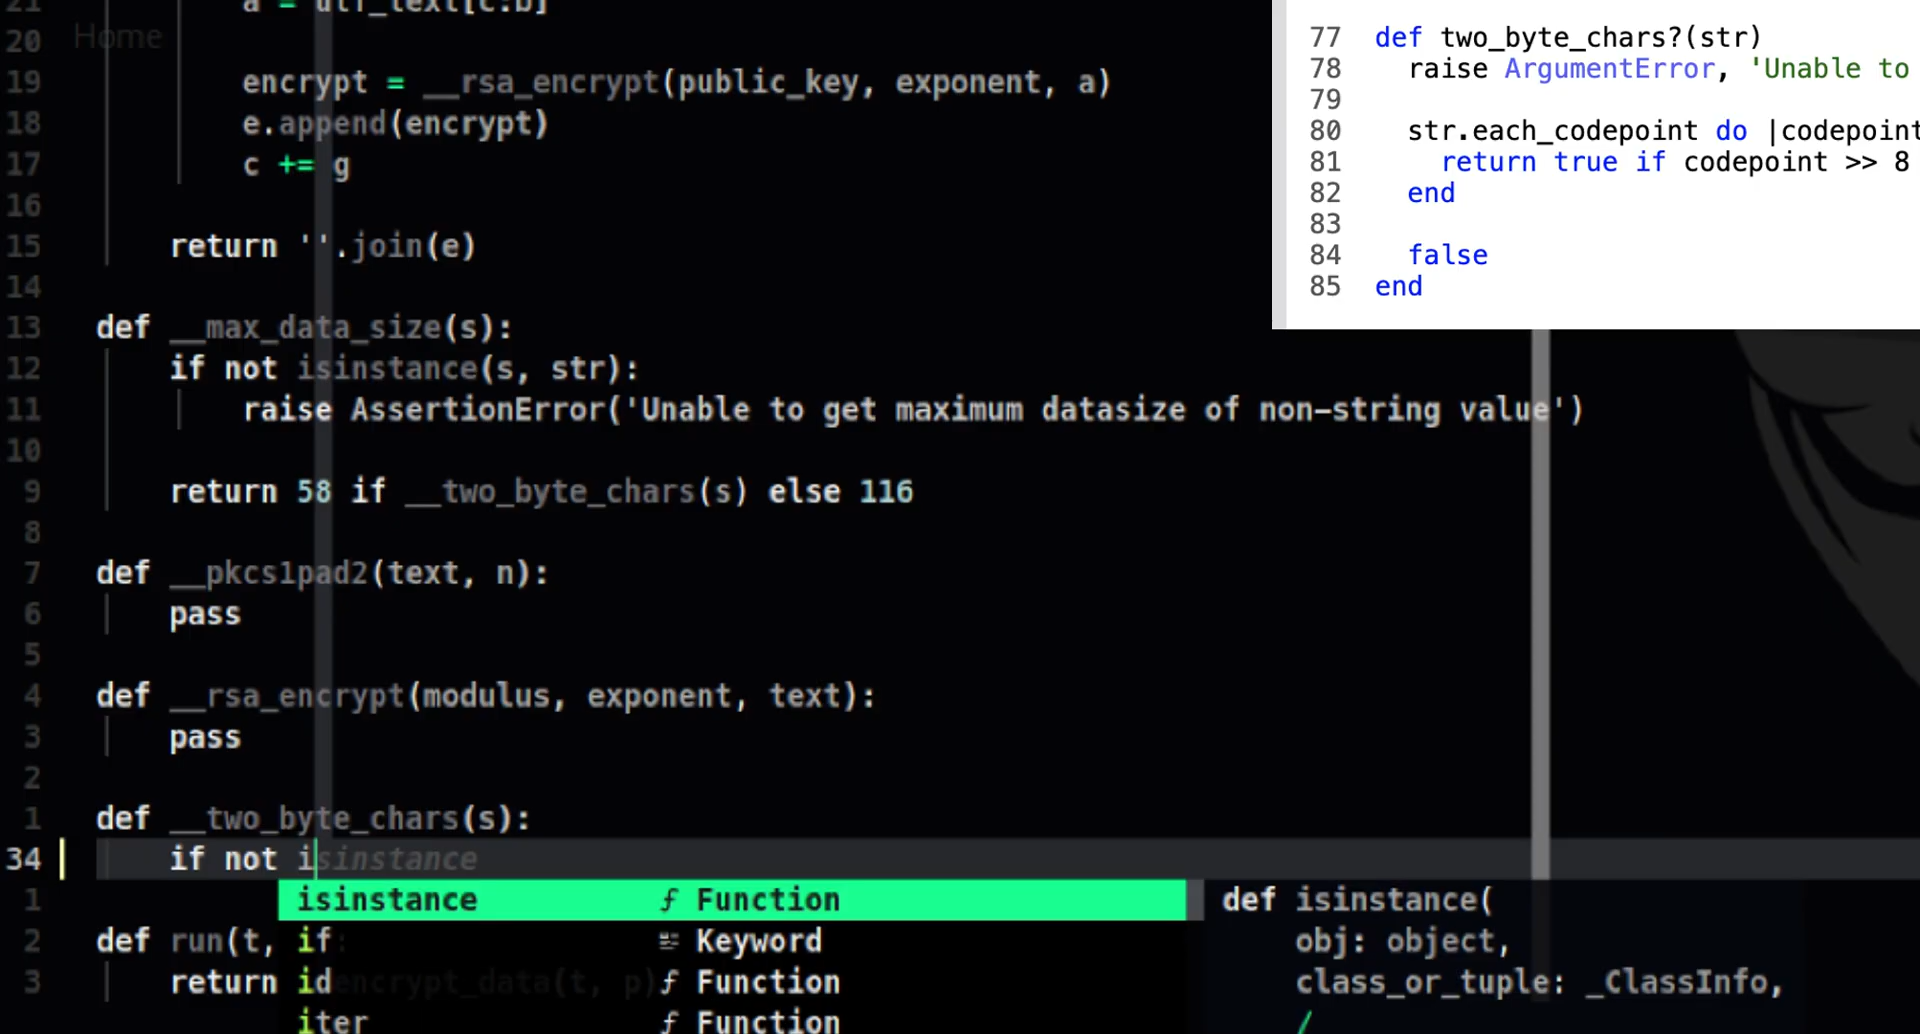 21 a = utf_text[c:b]
20 Home
19 encrypt = __rsa_encrypt(public_key, exponent, a)
18 e.append(encrypt)
17 c += g
16
15 return ''.join(e)
14
13 def __max_data_size(s):
12 if not isinstance(s, str):
11 raise AssertionError('Unable to get maximum datasize of non-string value')
10
9 return 58 if __two_byte_chars(s) else 116
8
7 def __pkcs1pad2(text, n):
6 pass
5
4 def __rsa_encrypt(modulus, exponent, text):
3 pass
2
1 def __two_byte_chars(s):
34 if not isinstance
1 isinstance ƒ Function
2 def run(t, if: Keyword
3 return id encrypt_data(t, p) ƒ Function
iter ƒ Function
def isinstance(
obj: object,
class_or_tuple: _ClassInfo,
/
77 def two_byte_chars?(str)
78 raise ArgumentError, 'Unable to
79
80 str.each_codepoint do |codepoint
81 return true if codepoint >> 8
82 end
83
84 false
85 end